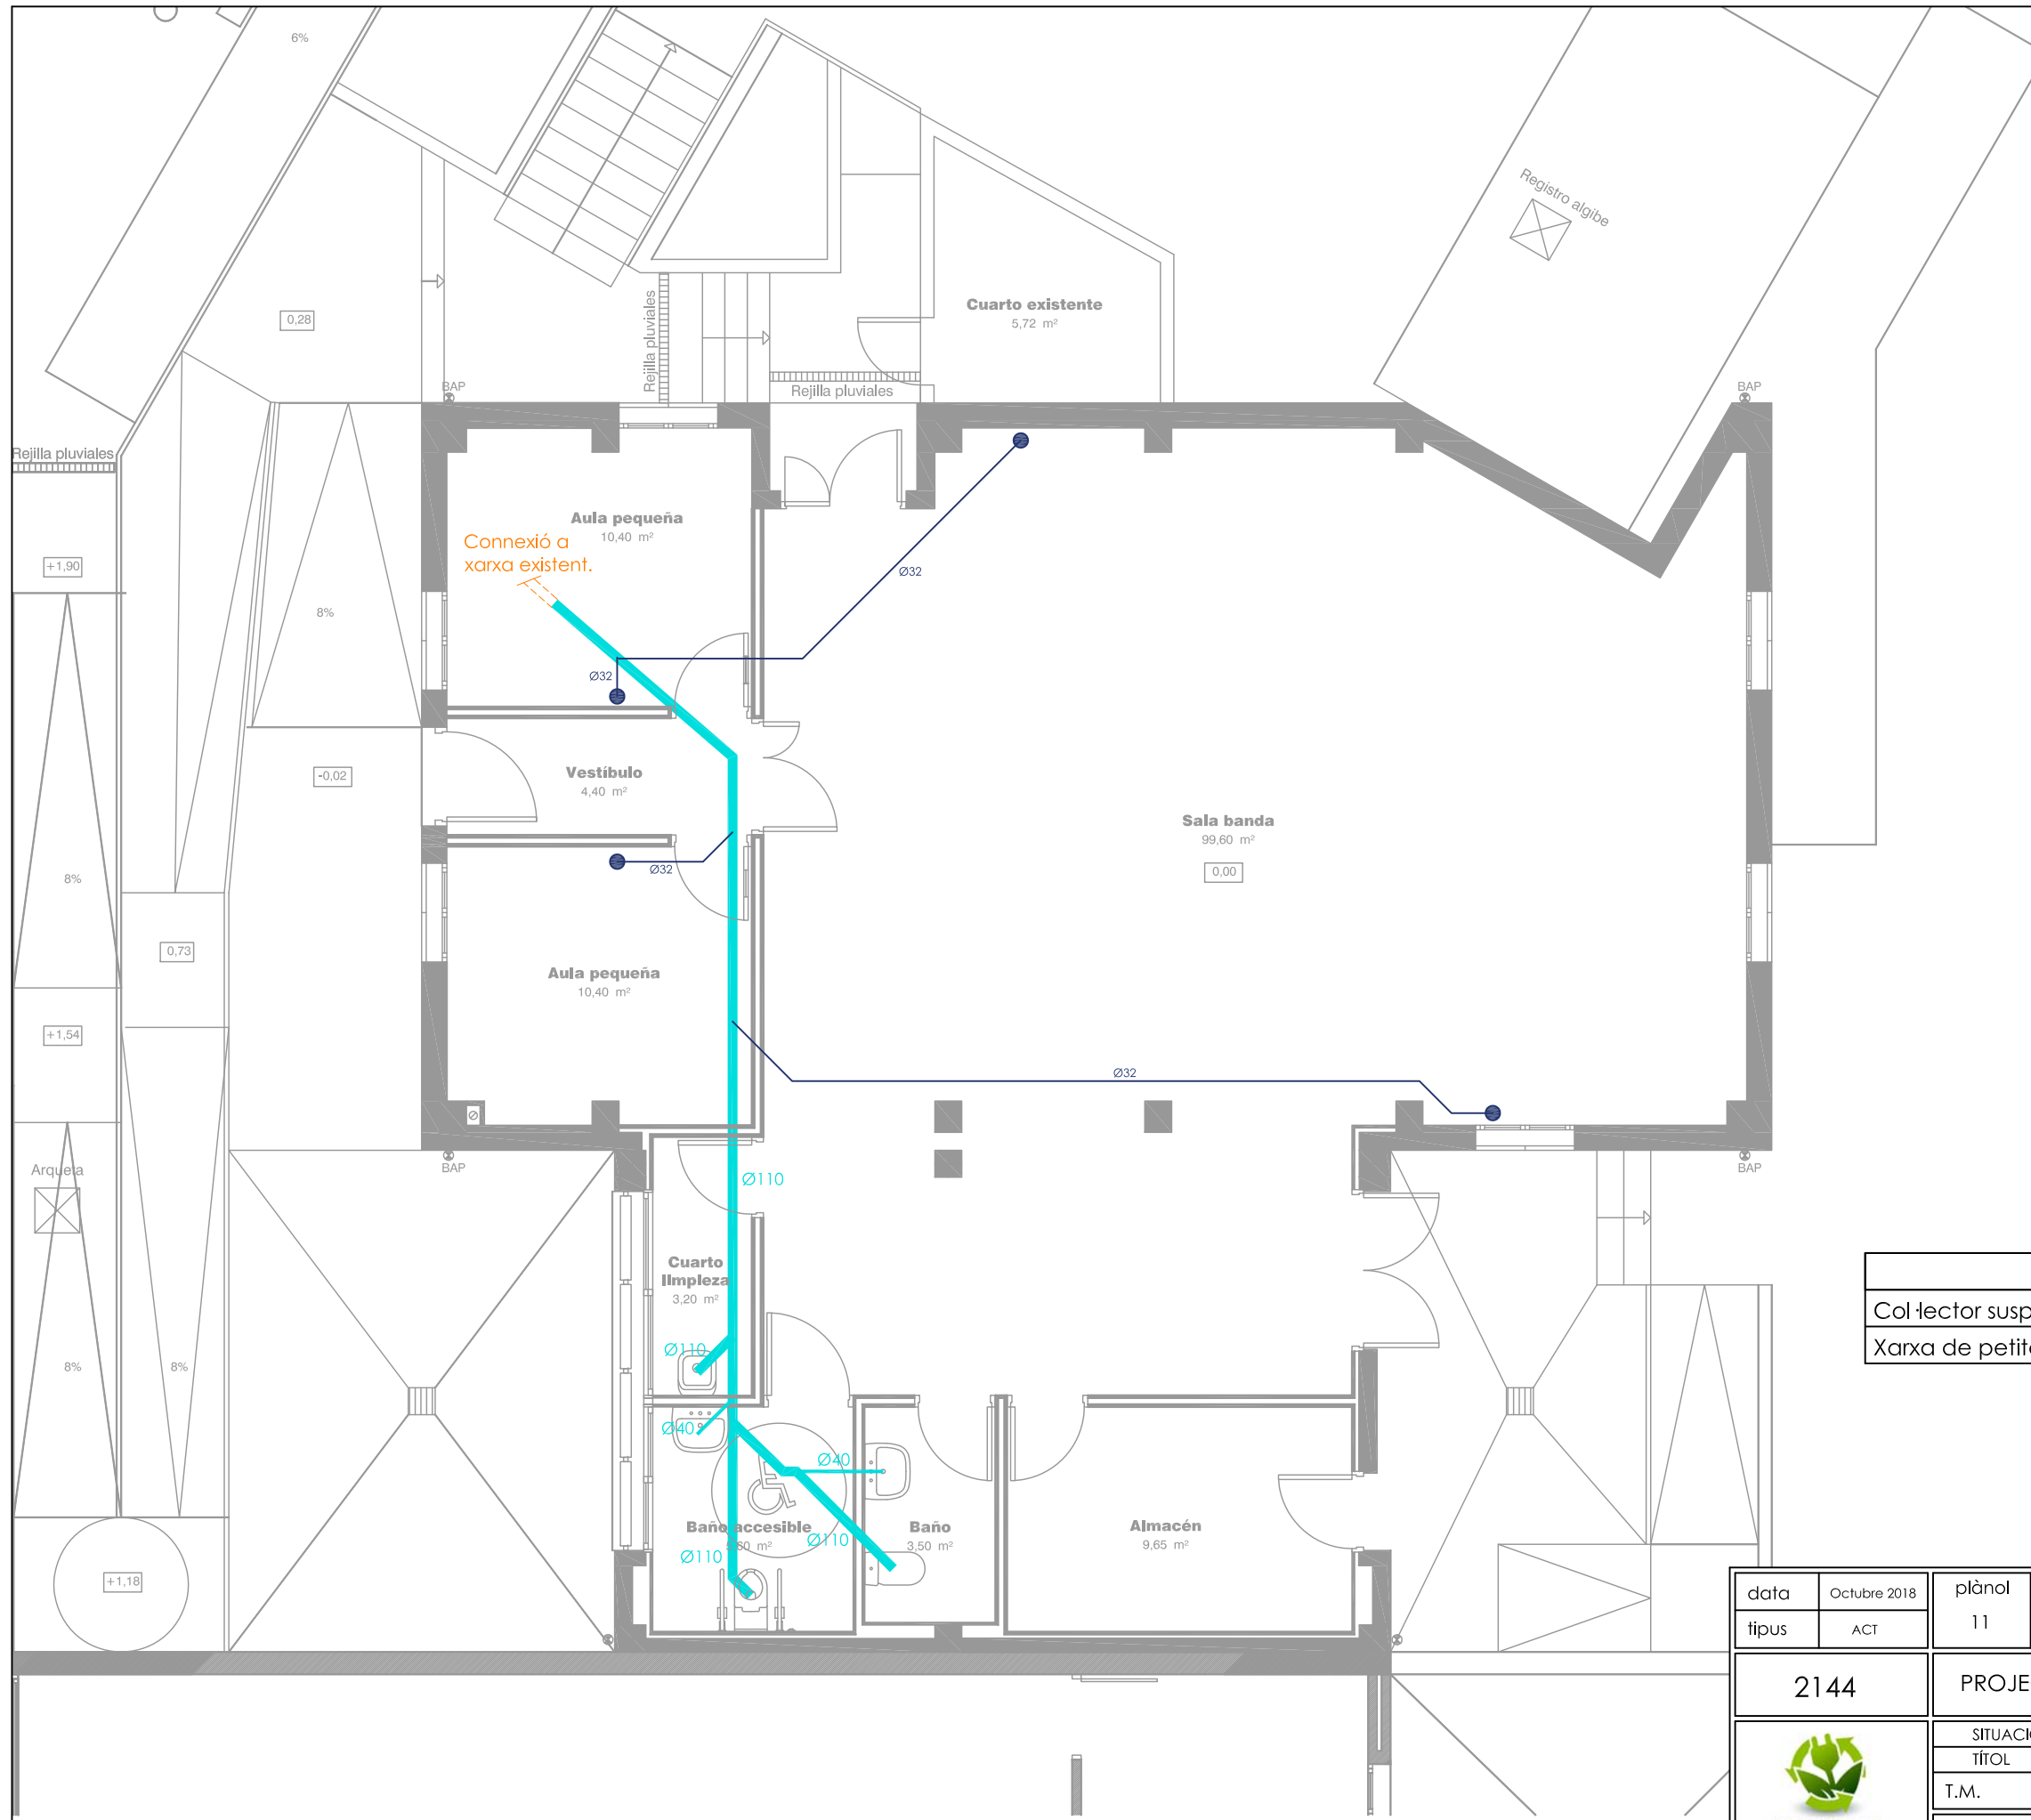 6%
Registro algibe
Cuarto existente
5,72 m²
0,28
Rejilla pluviales
Rejilla pluviales
BAP
BAP
Rejilla pluviales
Aula pequeña
10,40 m²
Connexió a
xarxa existent.
+1,90
Ø32
8%
Ø32
Vestíbulo
4,40 m²
-0,02
Sala banda
99,60 m²
0,00
Ø32
8%
0,73
Aula pequeña
10,40 m²
+1,54
Ø32
Arqueta
BAP
BAP
Ø110
Cuarto
limpieza
3,20 m²
Col·lector susp
Xarxa de petit
Ø110
8%
8%
Ø40
Ø40
Baño accesible
Ø110
Baño
3,50 m²
Almacén
9,65 m²
Ø110
+1,18
data
Octubre 2018
plànol
11
tipus
ACT
2144
PROJE
SITUACI
TÍTOL
T.M.